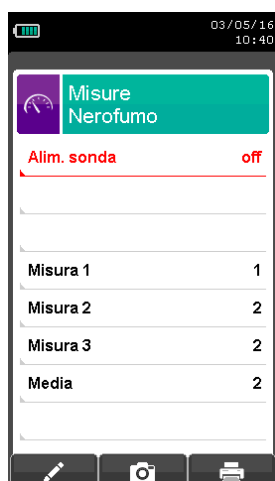 03/05/16
10:40
Misure
Nerofumo
Alim. sonda off
Misura 1 1
Misura 2 2
Misura 3 2
Media 2